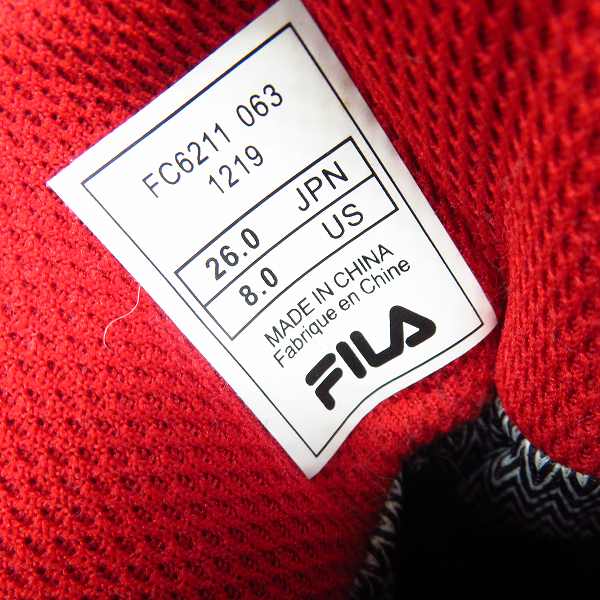 FC6211 063
1219
26.0 JPN
8.0 US
MADE IN CHINA
Fabrique en Chine
FILA